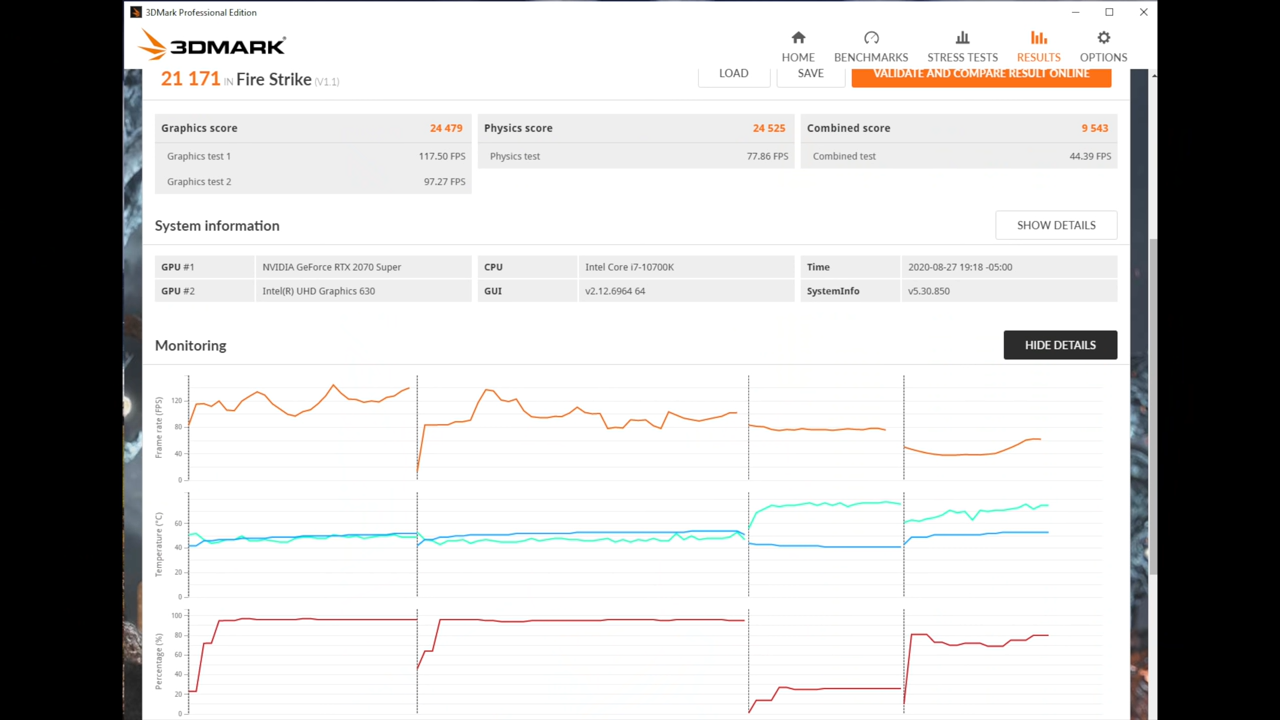 3DMark Professional Edition
3DMARK
HOME
BENCHMARKS
STRESS TESTS
RESULTS
OPTIONS
21 171 IN Fire Strike (V1.1)
LOAD
SAVE
VALIDATE AND COMPARE RESULT ONLINE
Graphics score 24 479
Graphics test 1 117.50 FPS
Graphics test 2 97.27 FPS
Physics score 24 525
Physics test 77.86 FPS
Combined score 9 543
Combined test 44.39 FPS
System information
SHOW DETAILS
GPU #1 NVIDIA GeForce RTX 2070 Super
GPU #2 Intel(R) UHD Graphics 630
CPU Intel Core i7-10700K
GUI v2.12.6964 64
Time 2020-08-27 19:18 -05:00
SystemInfo v5.30.850
Monitoring
HIDE DETAILS
Frame rate (FPS)
120
80
40
0
Temperature (°C)
60
40
20
0
Percentage (%)
100
80
60
40
20
0